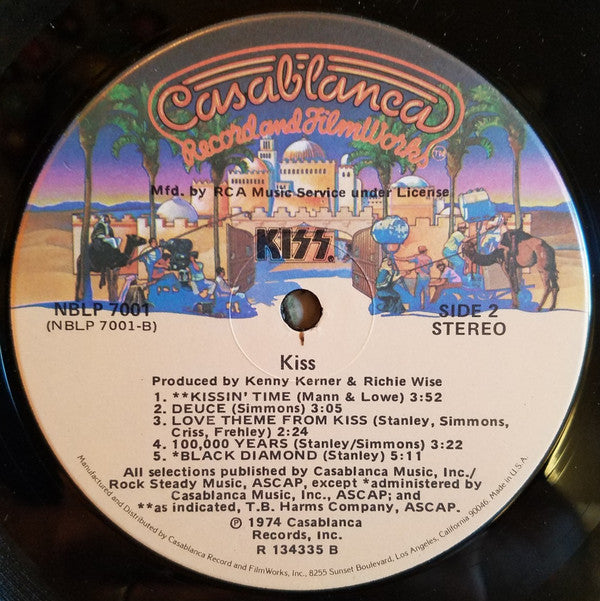 Casablanca
Record and FilmWorks
TM
Mfd. by RCA Music Service under License
KISS®
NBLP 7001
(NBLP 7001-B)
SIDE 2
STEREO
Kiss
Produced by Kenny Kerner & Richie Wise
1. **KISSIN' TIME (Mann & Lowe) 3:52
2. DEUCE (Simmons) 3:05
3. LOVE THEME FROM KISS (Stanley, Simmons,
Criss, Frehley) 2:24
4. 100,000 YEARS (Stanley/Simmons) 3:22
5. *BLACK DIAMOND (Stanley) 5:11
All selections published by Casablanca Music, Inc./
Rock Steady Music, ASCAP, except *administered by
Casablanca Music, Inc., ASCAP; and
**as indicated, T.B. Harms Company, ASCAP.
℗ 1974 Casablanca
Records, Inc.
R 134335 B
Manufactured and Distributed by Casablanca Record and FilmWorks, Inc., 8255 Sunset Boulevard, Los Angeles, California 90046. Made in U.S.A.